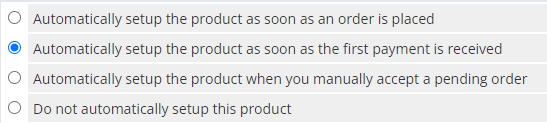 Automatically setup the product as soon as an order is placed
Automatically setup the product as soon as the first payment is received
Automatically setup the product when you manually accept a pending order
Do not automatically setup this product